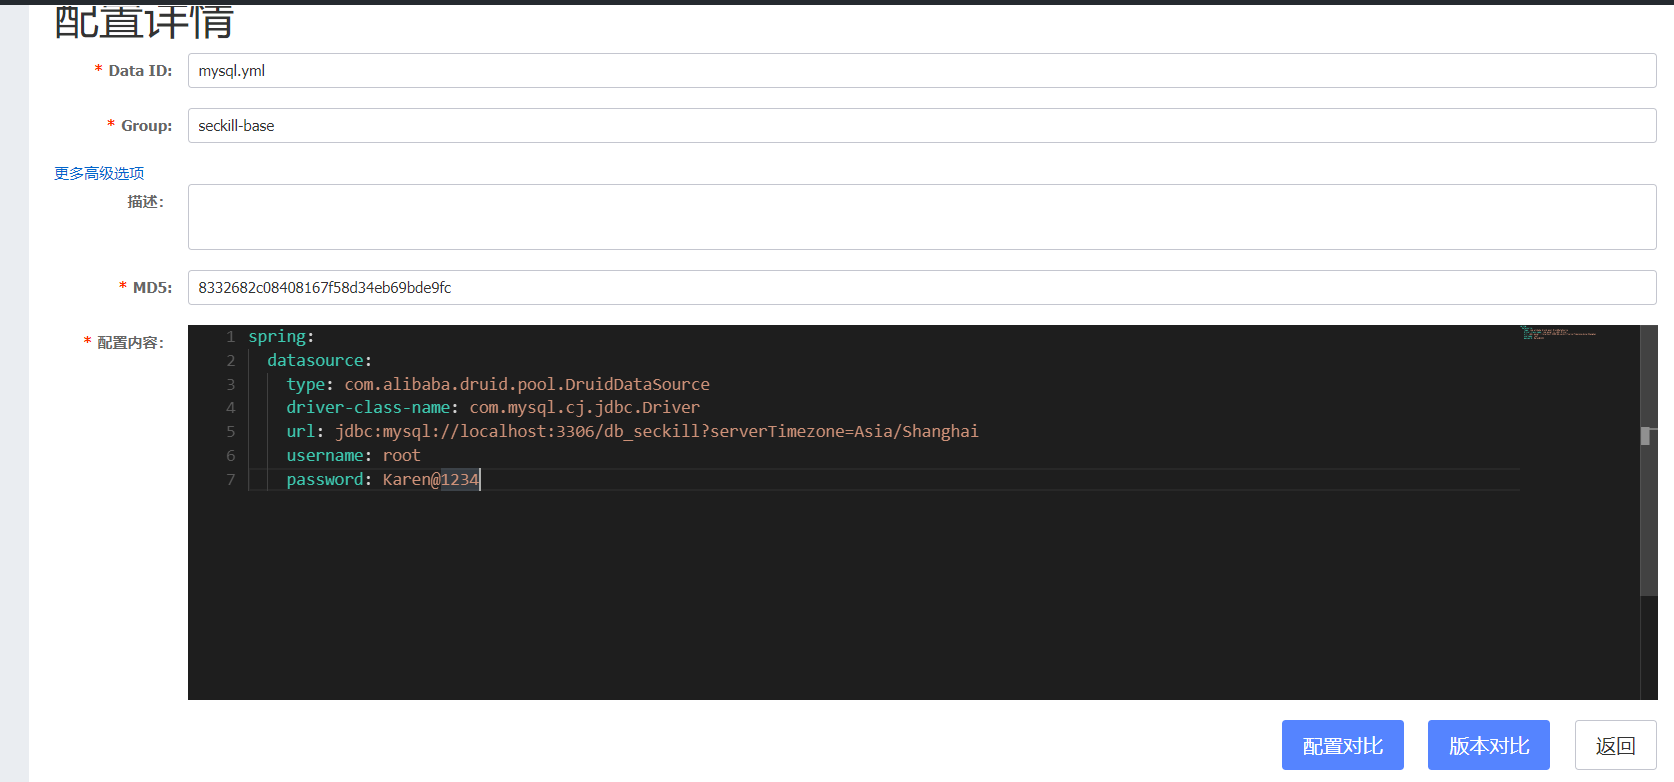 配置详情
* Data ID: mysql.yml
* Group: seckill-base
更多高级选项
描述:
* MD5: 8332682c08408167f58d34eb69bde9fc
* 配置内容:
1 spring:
2 datasource:
3 type: com.alibaba.druid.pool.DruidDataSource
4 driver-class-name: com.mysql.cj.jdbc.Driver
5 url: jdbc:mysql://localhost:3306/db_seckill?serverTimezone=Asia/Shanghai
6 username: root
7 password: Karen@1234
配置对比 版本对比 返回